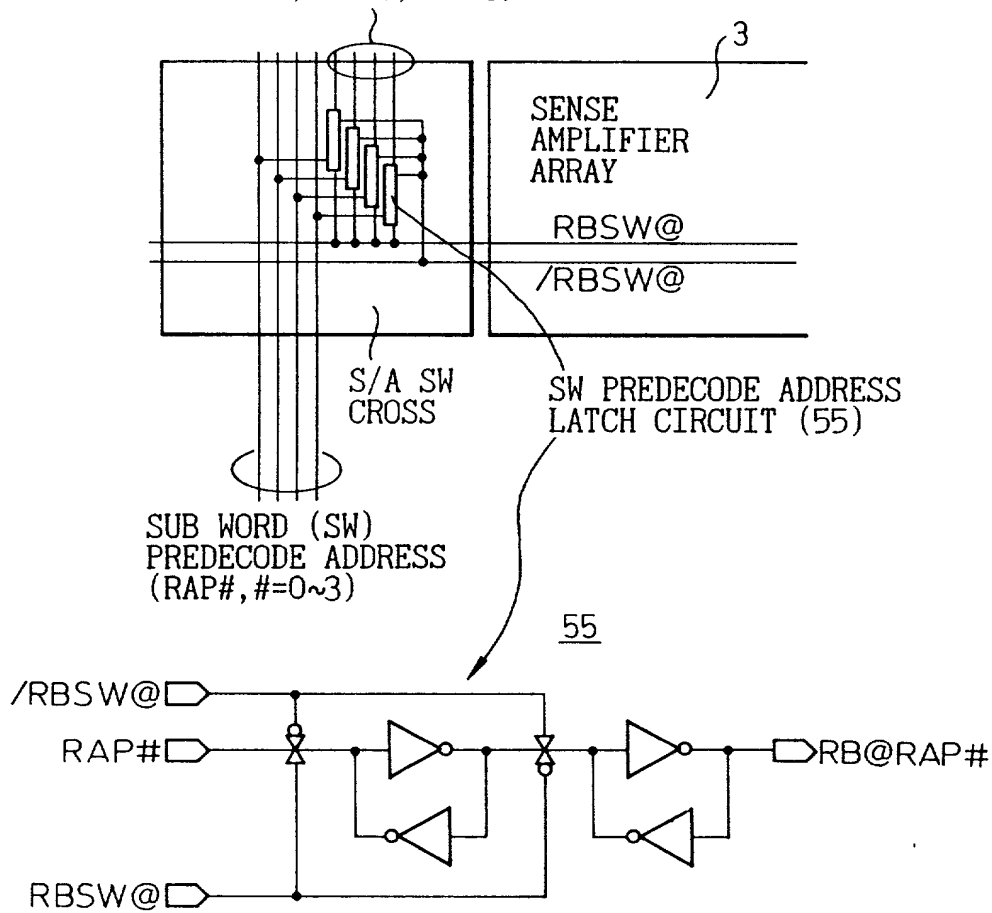 3
SENSE
AMPLIFIER
ARRAY
RBSW@
/RBSW@
S/A SW
CROSS
SW PREDECODE ADDRESS
LATCH CIRCUIT (55)
SUB WORD (SW)
PREDECODE ADDRESS
(RAP#,#=0~3)
55
/RBSW@
RAP#
RB@RAP#
RBSW@